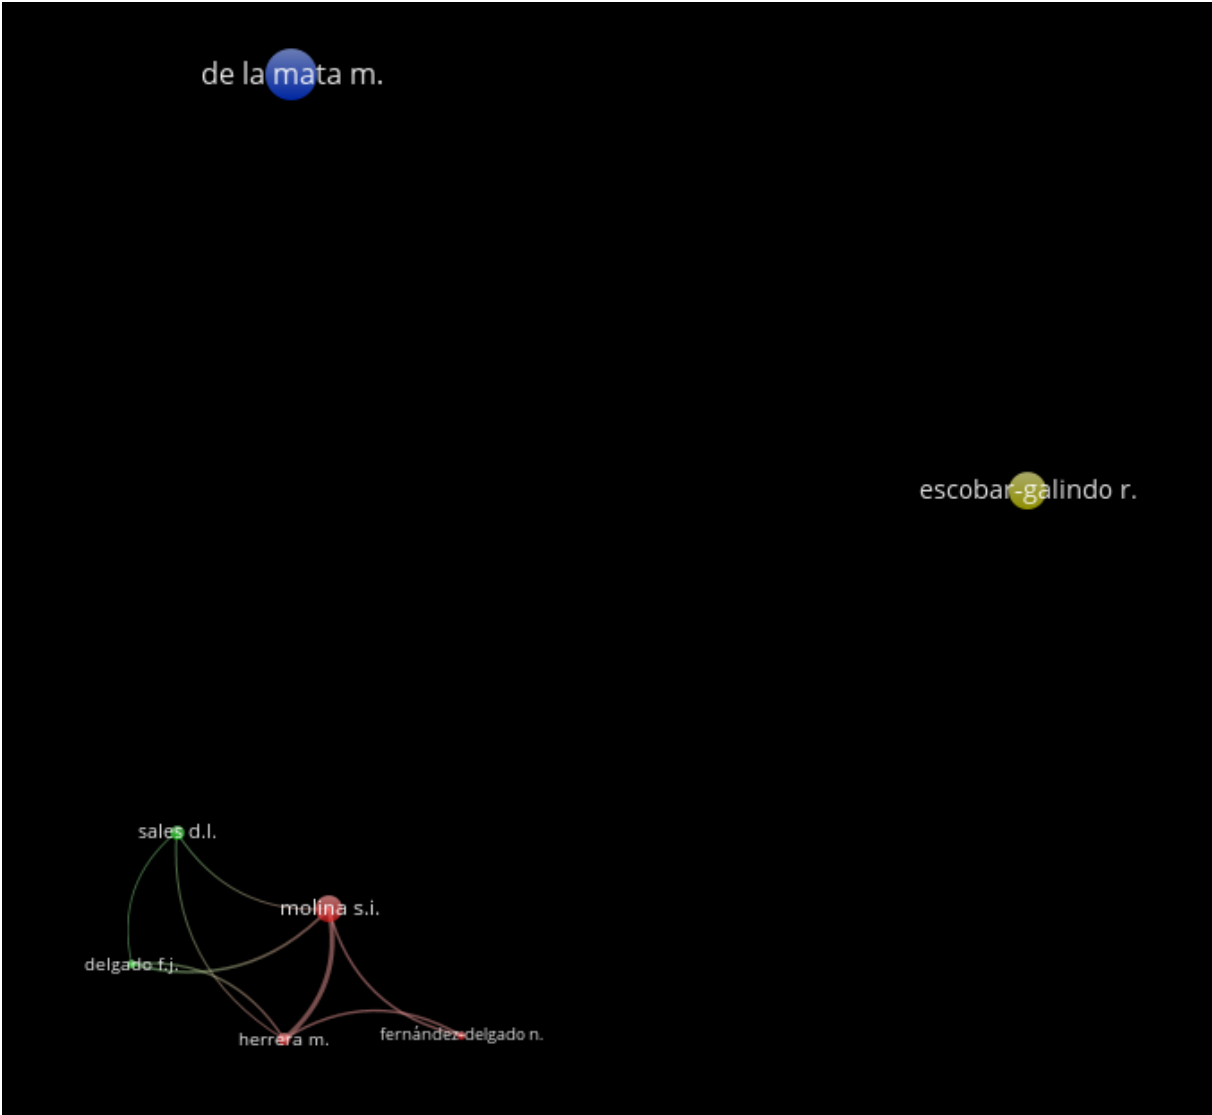 de la mata m.
escobar-galindo r.
sales d.l.
molina s.i.
delgado f.j.
fernández-delgado n.
herrera m.